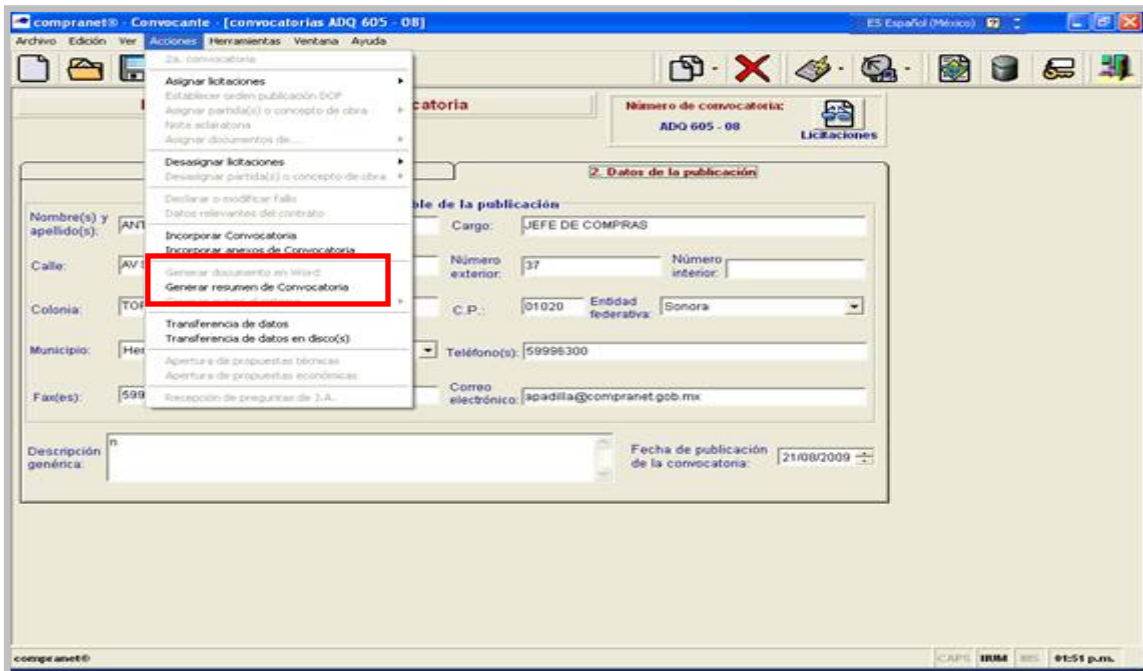 compranet® - Convocante - [convocatorias ADQ 605 - 08]
ES Español (México)
Archivo Edición Ver Acciones Herramientas Ventana Ayuda
2a. convocatoria
Asignar licitaciones
Establecer orden publicación DOF
Asignar partida(s) o concepto de obra
Nota aclaratoria
Asignar documentos de...
Desasignar licitaciones
Desasignar partida(s) o concepto de obra
Declarar o modificar fallo
Datos relevantes del contrato
Incorporar Convocatoria
Incorporar anexos de Convocatoria
Generar documento en Word
Generar resumen de Convocatoria
Transferencia de datos
Transferencia de datos en disco(s)
Apertura de propuestas técnicas
Apertura de propuestas económicas
Recepción de preguntas de J.A.
catoria
Número de convocatoria:
ADQ 605 - 08
Licitaciones
2. Datos de la publicación
ble de la publicación
Nombre(s) y apellido(s):
ANT
Cargo:
JEFE DE COMPRAS
Calle:
AV
Número exterior:
37
Número interior:
Colonia:
C.P.:
01020
Entidad federativa:
Sonora
Municipio:
Her
Teléfono(s):
59996300
Fax(es):
599
Correo electrónico:
apadilla@compranet.gob.mx
Descripción genérica:
n
Fecha de publicación de la convocatoria:
21/08/2009
compranet®
CAPS NUM INS 01:51 p.m.